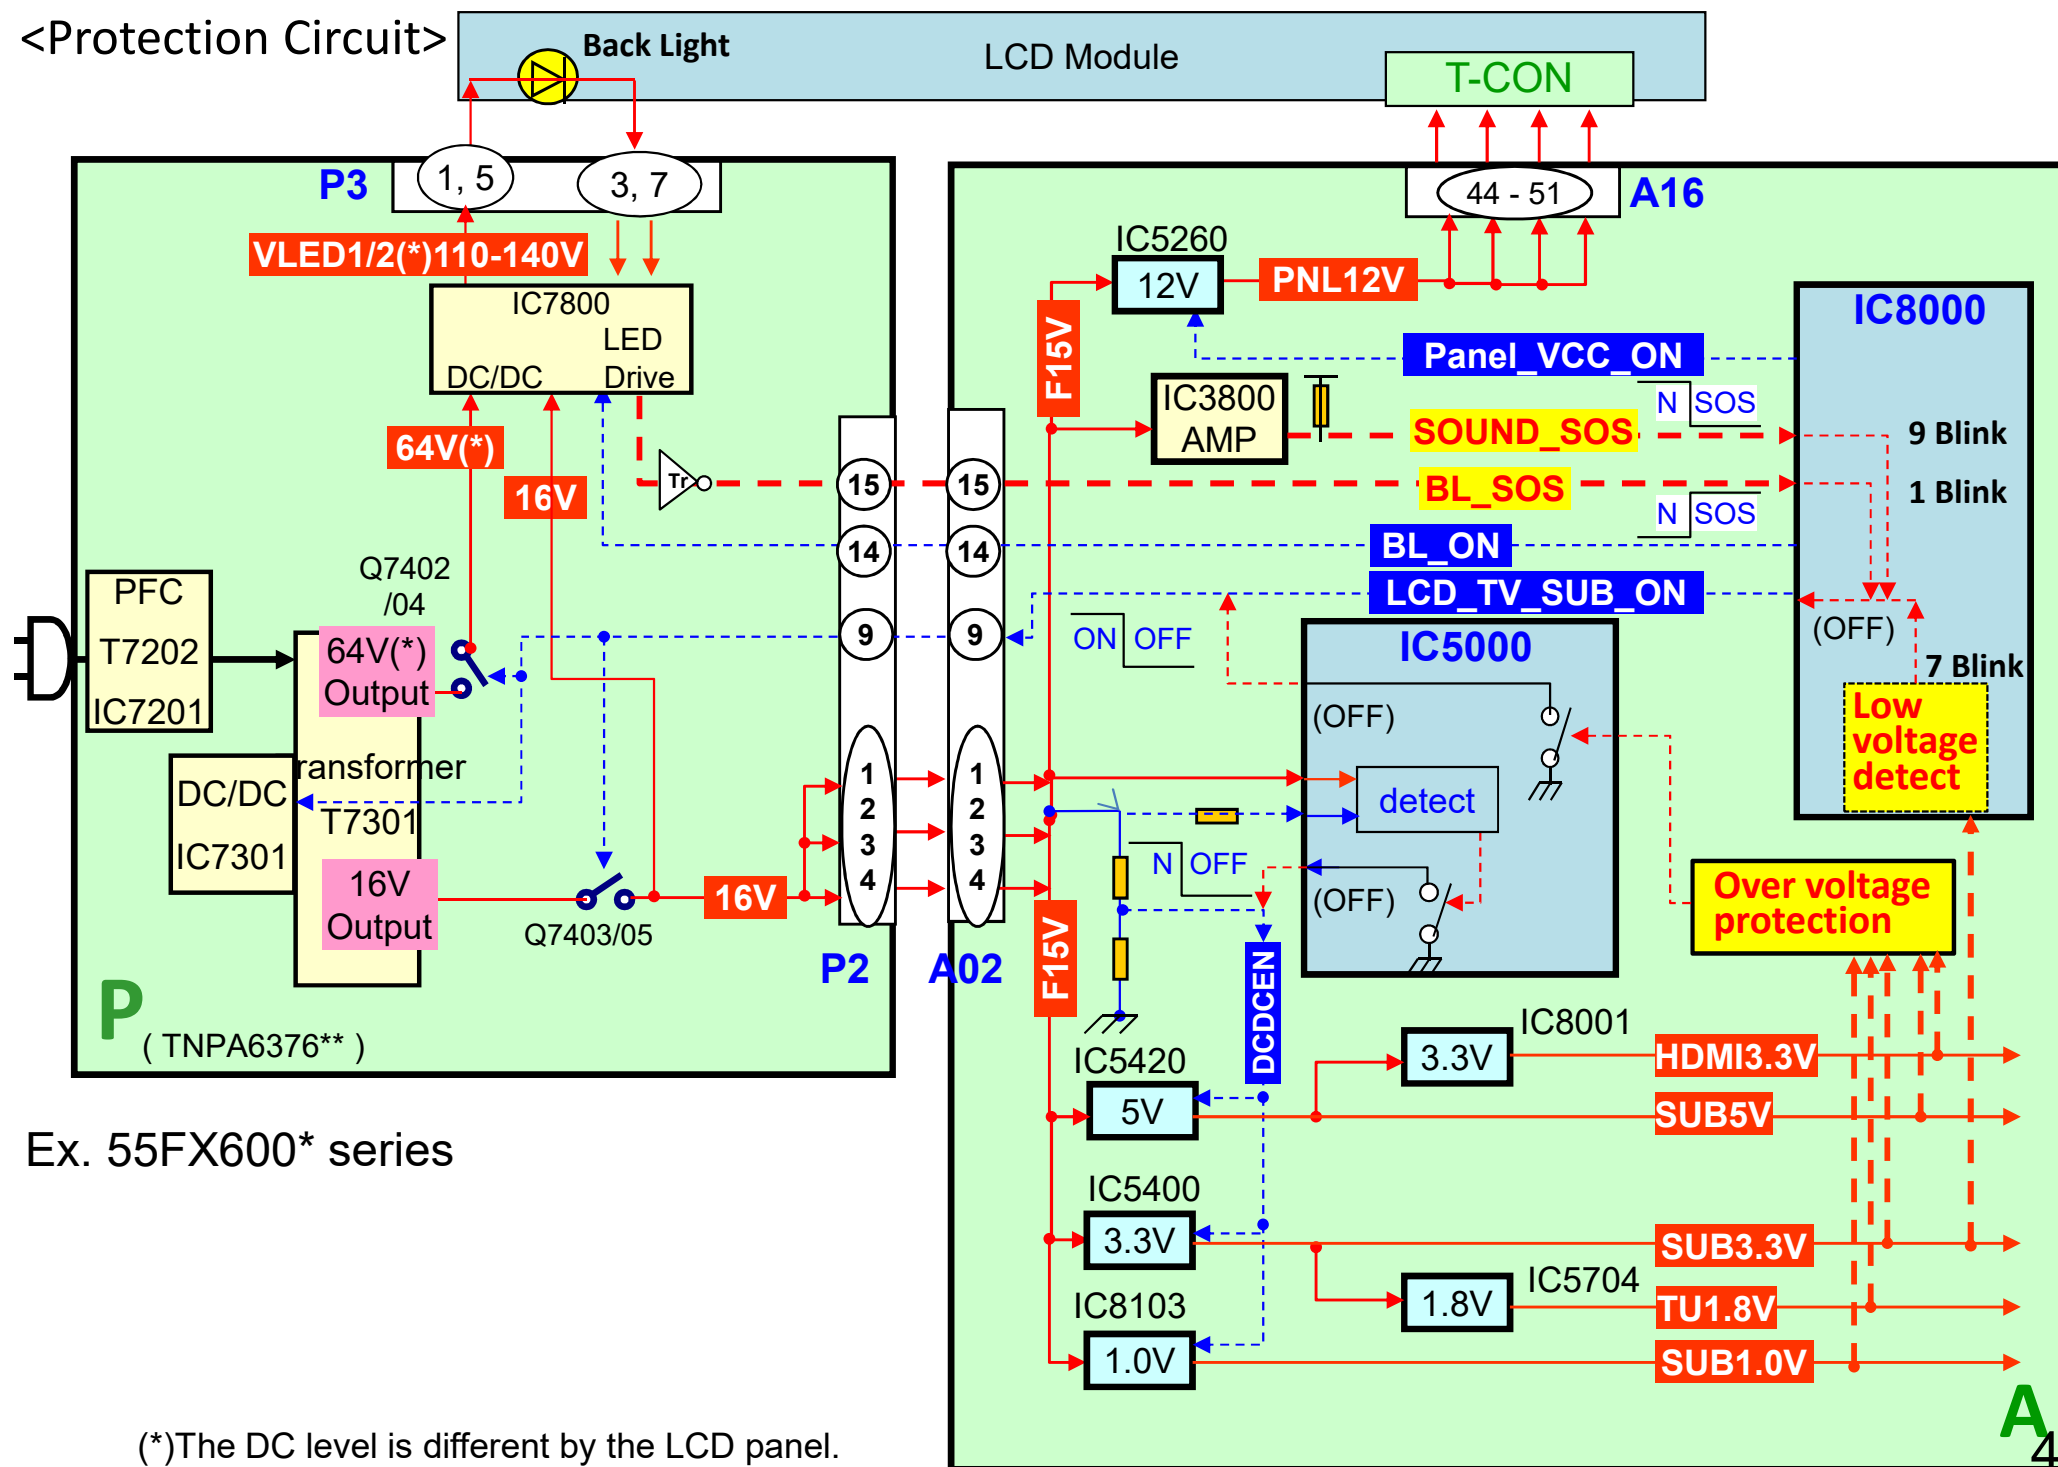 <Protection Circuit>
Back Light
LCD Module
T-CON
P3
1, 5
3, 7
44 - 51
A16
VLED1/2(*)110-140V
IC5260
12V
PNL12V
IC7800
LED
DC/DC
Drive
F15V
IC8000
Panel_VCC_ON
64V(*)
16V
IC3800
AMP
N
SOS
SOUND_SOS
9 Blink
Tr
15
15
BL_SOS
1 Blink
N
SOS
14
14
BL_ON
LCD_TV_SUB_ON
PFC
T7202
IC7201
Q7402
/04
64V(*)
Output
9
9
ON
OFF
IC5000
(OFF)
7 Blink
Low
voltage
detect
(OFF)
DC/DC
IC7301
ransformer
T7301
1
2
3
4
1
2
3
4
detect
N
OFF
(OFF)
16V
Output
Q7403/05
16V
P2
A02
F15V
DCDCEN
Over voltage
protection
P
( TNPA6376** )
IC5420
5V
3.3V
IC8001
HDMI3.3V
SUB5V
Ex. 55FX600* series
IC5400
3.3V
SUB3.3V
IC8103
1.0V
1.8V
IC5704
TU1.8V
SUB1.0V
A
4
(*)The DC level is different by the LCD panel.